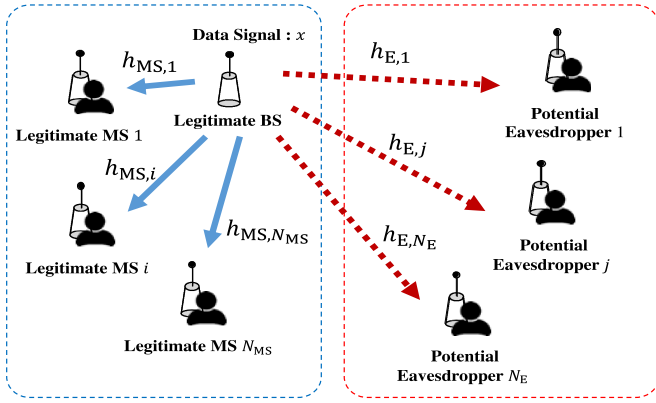 Data Signal : x
h_MS,1
Legitimate BS
Legitimate MS 1
h_MS,i
h_MS,N_MS
Legitimate MS i
Legitimate MS N_MS
h_E,1
Potential
Eavesdropper 1
h_E,j
Potential
Eavesdropper j
h_E,N_E
Potential
Eavesdropper N_E